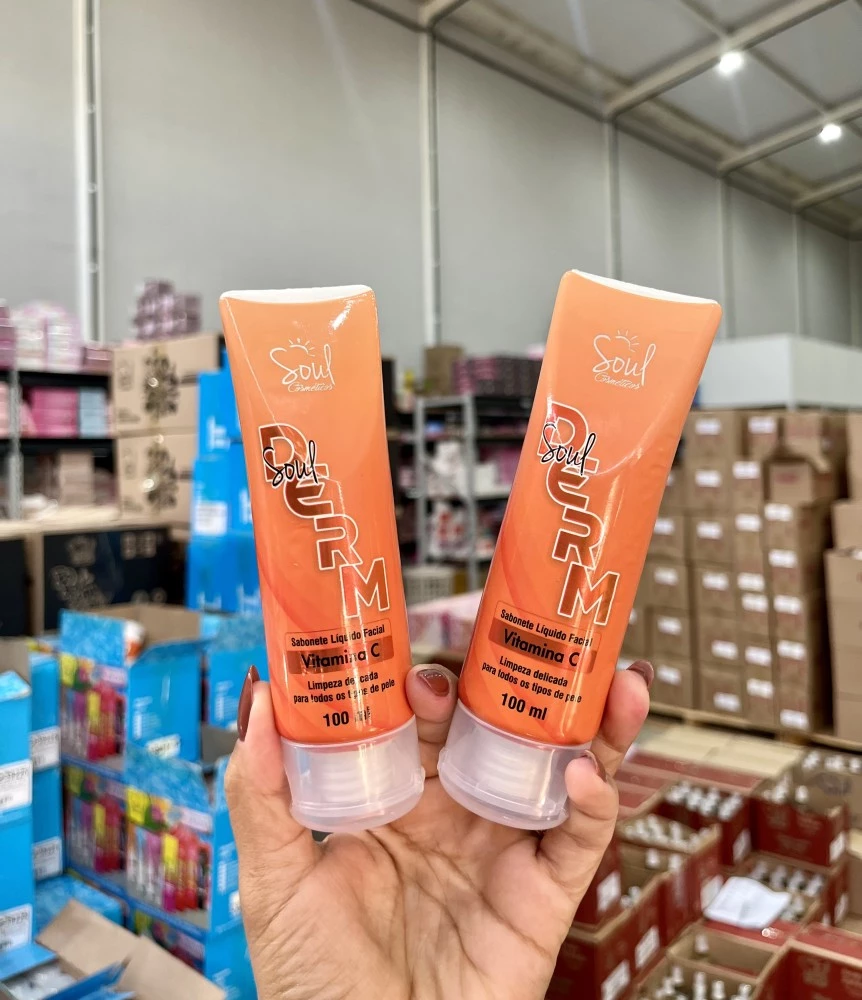 Soul
Cosméticos
DERM
Soul
Sabonete Líquido Facial
Vitamina C
Limpeza delicada
para todos os tipos de pele
100 ml
Soul
Cosméticos
DERM
Soul
Sabonete Líquido Facial
Vitamina C
Limpeza delicada
para todos os tipos de pele
100 ml